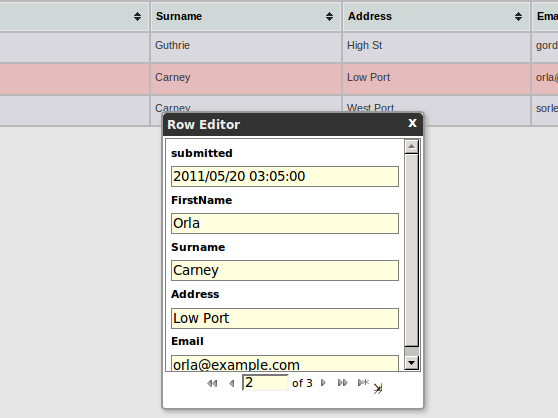 Surname Address Ema
Guthrie High St gord
Carney Low Port orla@
Carney West Port sorle
Row Editor X
submitted
2011/05/20 03:05:00
FirstName
Orla
Surname
Carney
Address
Low Port
Email
orla@example.com
2 of 3